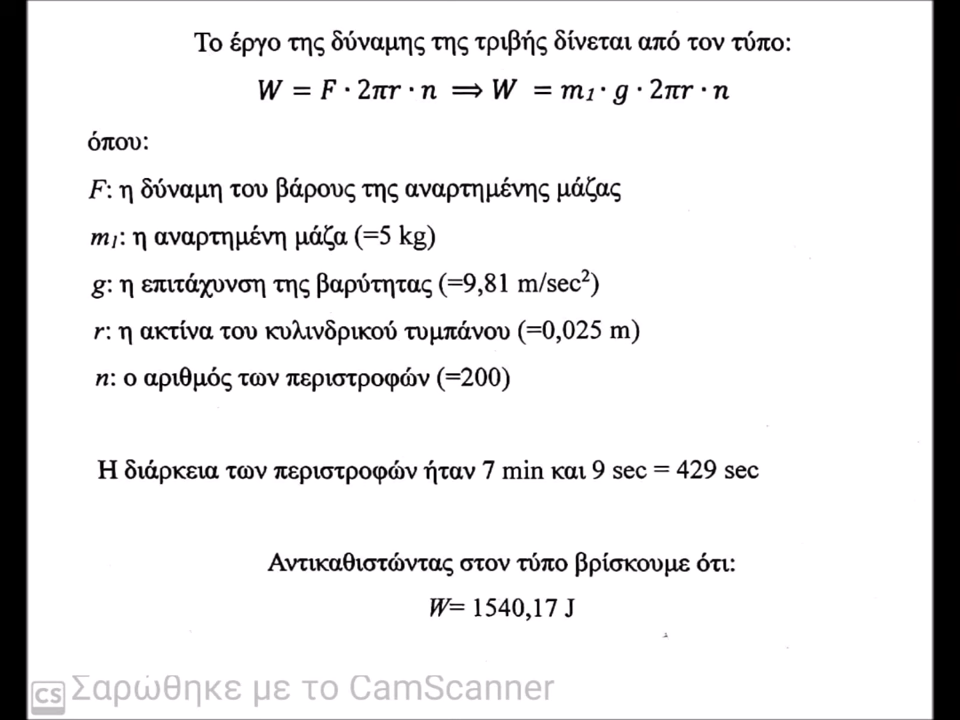 Το έργο της δύναμης της τριβής δίνεται από τον τύπο:
W = F · 2πr · n ⟹ W = m₁ · g · 2πr · n
όπου:
F: η δύναμη του βάρους της αναρτημένης μάζας
m₁: η αναρτημένη μάζα (=5 kg)
g: η επιτάχυνση της βαρύτητας (=9,81 m/sec²)
r: η ακτίνα του κυλινδρικού τυμπάνου (=0,025 m)
n: ο αριθμός των περιστροφών (=200)
Η διάρκεια των περιστροφών ήταν 7 min και 9 sec = 429 sec
Αντικαθιστώντας στον τύπο βρίσκουμε ότι:
W= 1540,17 J
CS Σαρώθηκε με το CamScanner